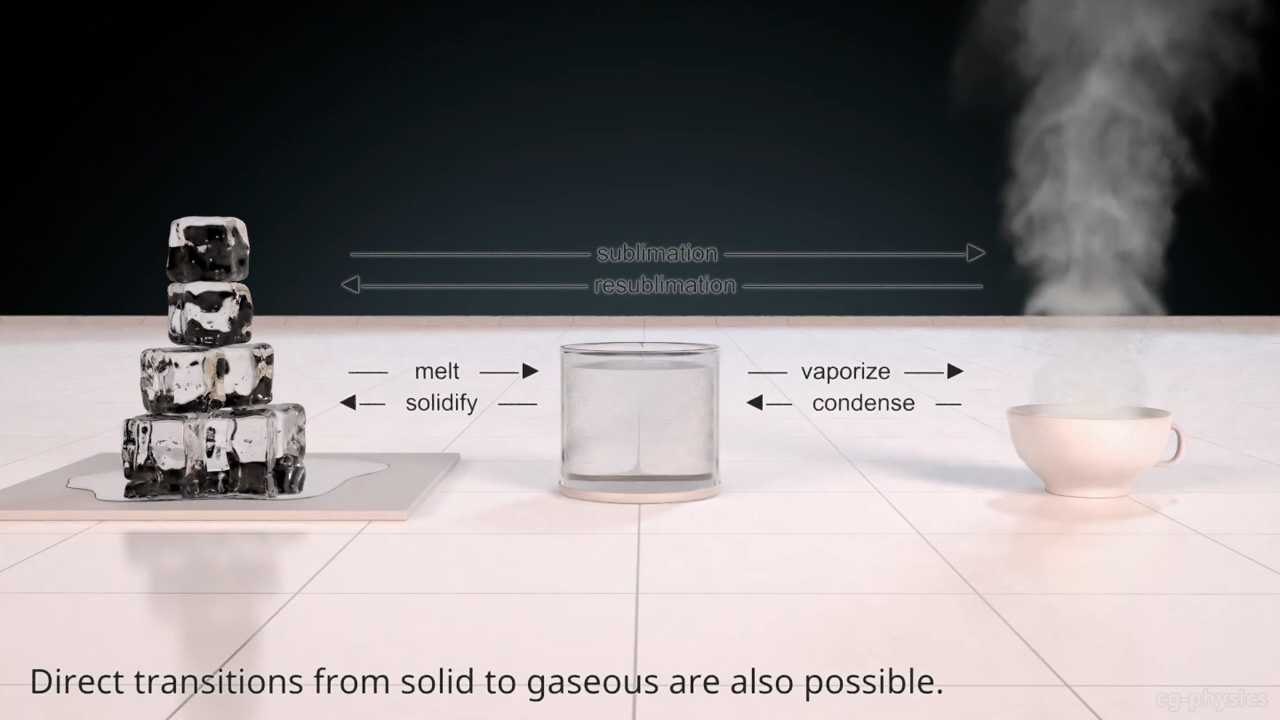 sublimation
resublimation
melt
vaporize
solidify
condense
Direct transitions from solid to gaseous are also possible.
cg-physics